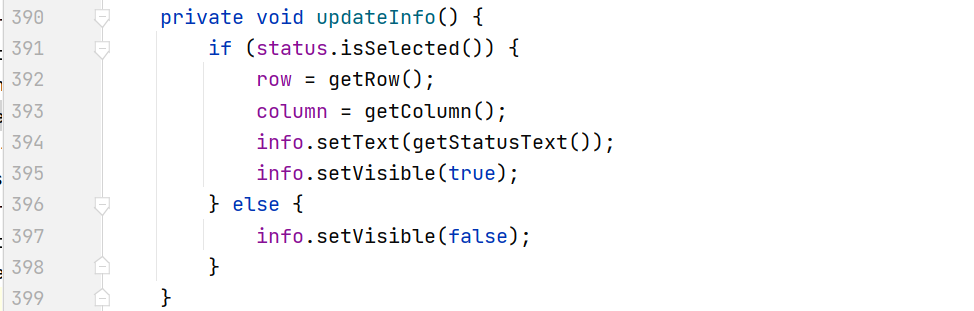 390 private void updateInfo() {
391 if (status.isSelected()) {
392 row = getRow();
393 column = getColumn();
394 info.setText(getStatusText());
395 info.setVisible(true);
396 } else {
397 info.setVisible(false);
398 }
399 }